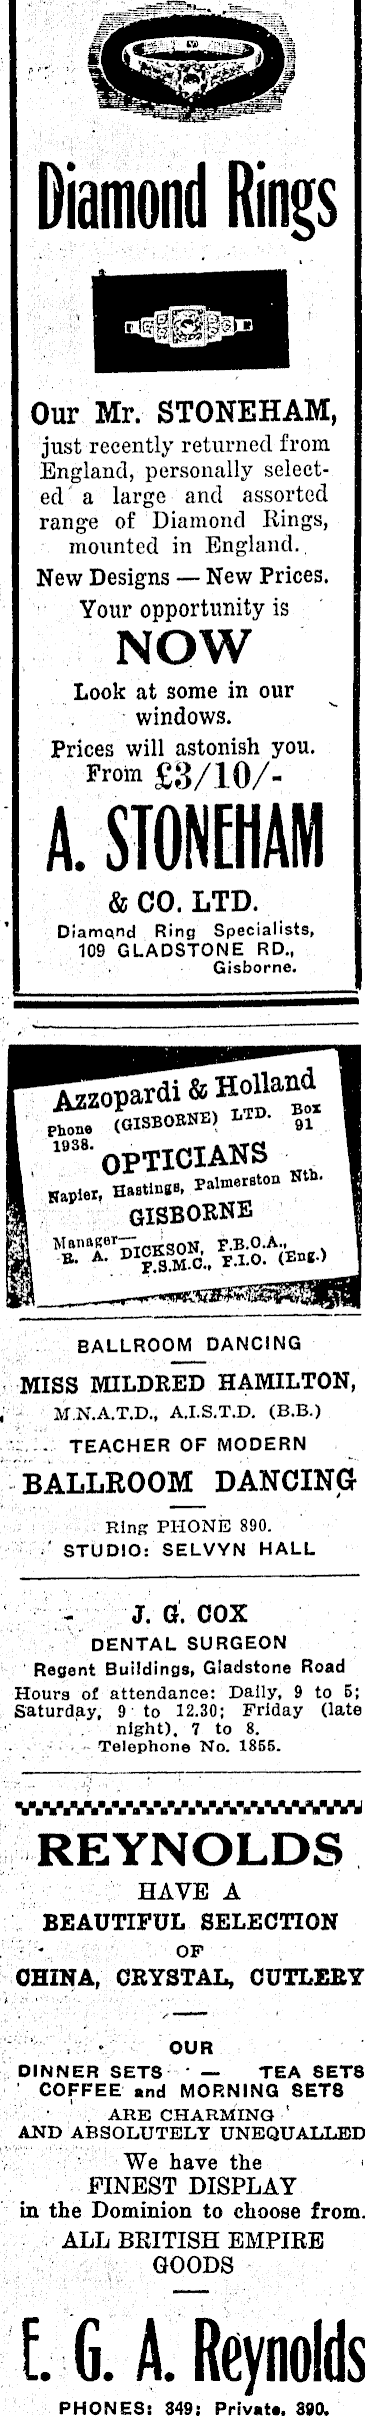 Diamond Rings
Our Mr. STONEHAM,
just recently returned from
England, personally select-
ed a large and assorted
range of Diamond Rings,
mounted in England.
New Designs — New Prices.
Your opportunity is
NOW
Look at some in our
windows.
Prices will astonish you.
From £3/10/-
A. STONEHAM
& CO. LTD.
Diamond Ring Specialists,
109 GLADSTONE RD.,
Gisborne.
Azzopardi & Holland
Phone (GISBORNE) LTD. Box
1938. 91
OPTICIANS
Napier, Hastings, Palmerston Nth.
GISBORNE
Manager—
E. A. DICKSON, F.B.O.A.,
F.S.M.C., F.I.O. (Eng.)
BALLROOM DANCING
MISS MILDRED HAMILTON,
M.N.A.T.D., A.I.S.T.D. (B.B.)
TEACHER OF MODERN
BALLROOM DANCING
Ring PHONE 890.
STUDIO: SELVYN HALL
J. G. COX
DENTAL SURGEON
Regent Buildings, Gladstone Road
Hours of attendance: Daily, 9 to 5;
Saturday, 9 to 12.30; Friday (late
night), 7 to 8.
Telephone No. 1855.
REYNOLDS
HAVE A
BEAUTIFUL SELECTION
OF
CHINA, CRYSTAL, CUTLERY
OUR
DINNER SETS — TEA SETS
COFFEE and MORNING SETS
ARE CHARMING
AND ABSOLUTELY UNEQUALLED
We have the
FINEST DISPLAY
in the Dominion to choose from.
ALL BRITISH EMPIRE
GOODS
E. G. A. Reynolds
PHONES: 349; Private, 390.